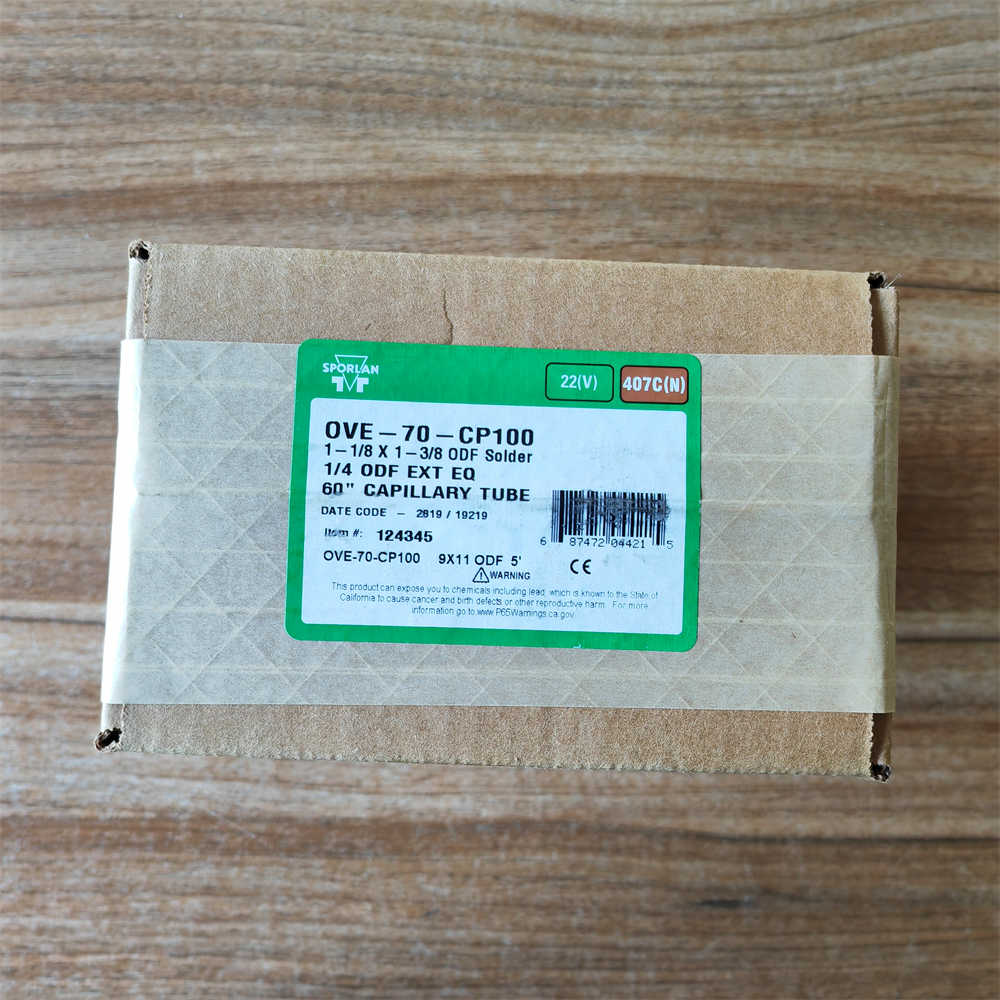 SPORLAN
22(V)
407C(N)
OVE-70-CP100
1-1/8 X 1-3/8 ODF Solder
1/4 ODF EXT EQ
60" CAPILLARY TUBE
DATE CODE - 2819 / 19219
Item #: 124345
6 87472 04421 5
OVE-70-CP100 9X11 ODF 5'
CE
WARNING
This product can expose you to chemicals including lead, which is known to the State of
California to cause cancer and birth defects or other reproductive harm. For more
information go to www.P65Warnings.ca.gov